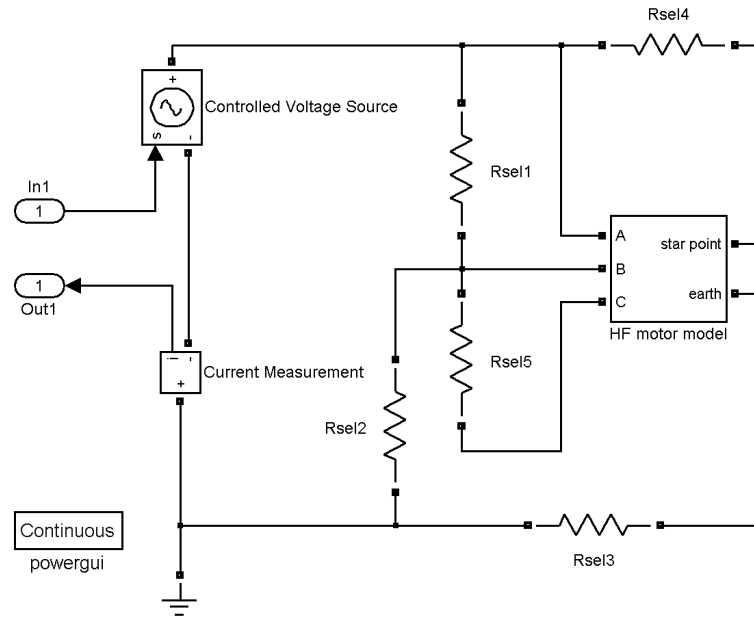 Rsel4
+
Controlled Voltage Source
s
-
Rsel1
In1
1
A
star point
B
1
earth
C
Out1
HF motor model
i
-
Rsel5
+
Current Measurement
Rsel2
Continuous
powergui
Rsel3